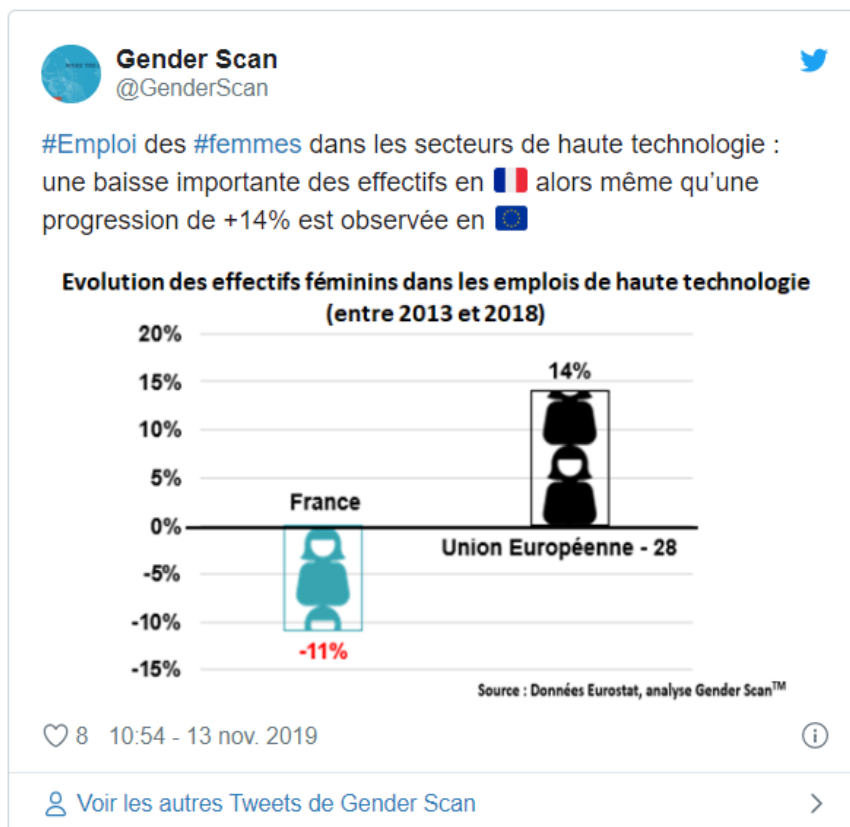 Gender Scan
@GenderScan
#Emploi des #femmes dans les secteurs de haute technologie :
une baisse importante des effectifs en 🇫🇷 alors même qu’une
progression de +14% est observée en 🇪🇺
Evolution des effectifs féminins dans les emplois de haute technologie
(entre 2013 et 2018)
20%
15%
14%
10%
5%
France
0%
Union Européenne - 28
-5%
-10%
-11%
-15%
Source : Données Eurostat, analyse Gender Scan™
8 10:54 - 13 nov. 2019
Voir les autres Tweets de Gender Scan